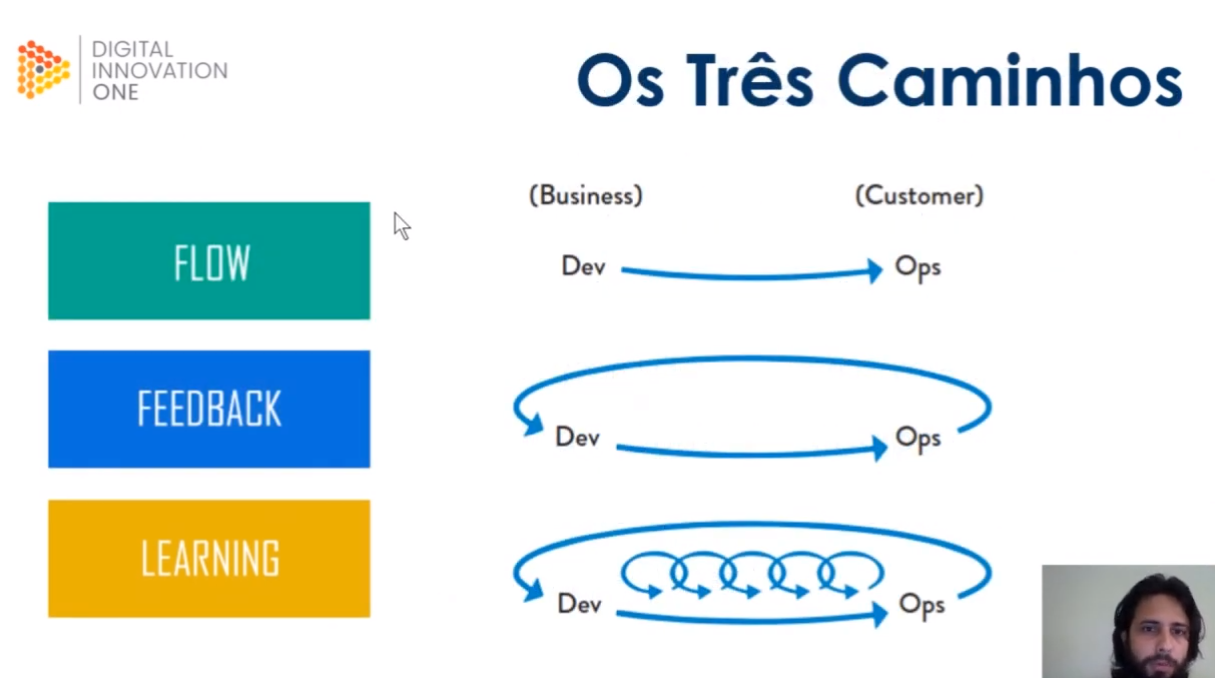 DIGITAL
INNOVATION
ONE
Os Três Caminhos
(Business) (Customer)
FLOW
Dev Ops
FEEDBACK
Dev Ops
LEARNING
Dev Ops